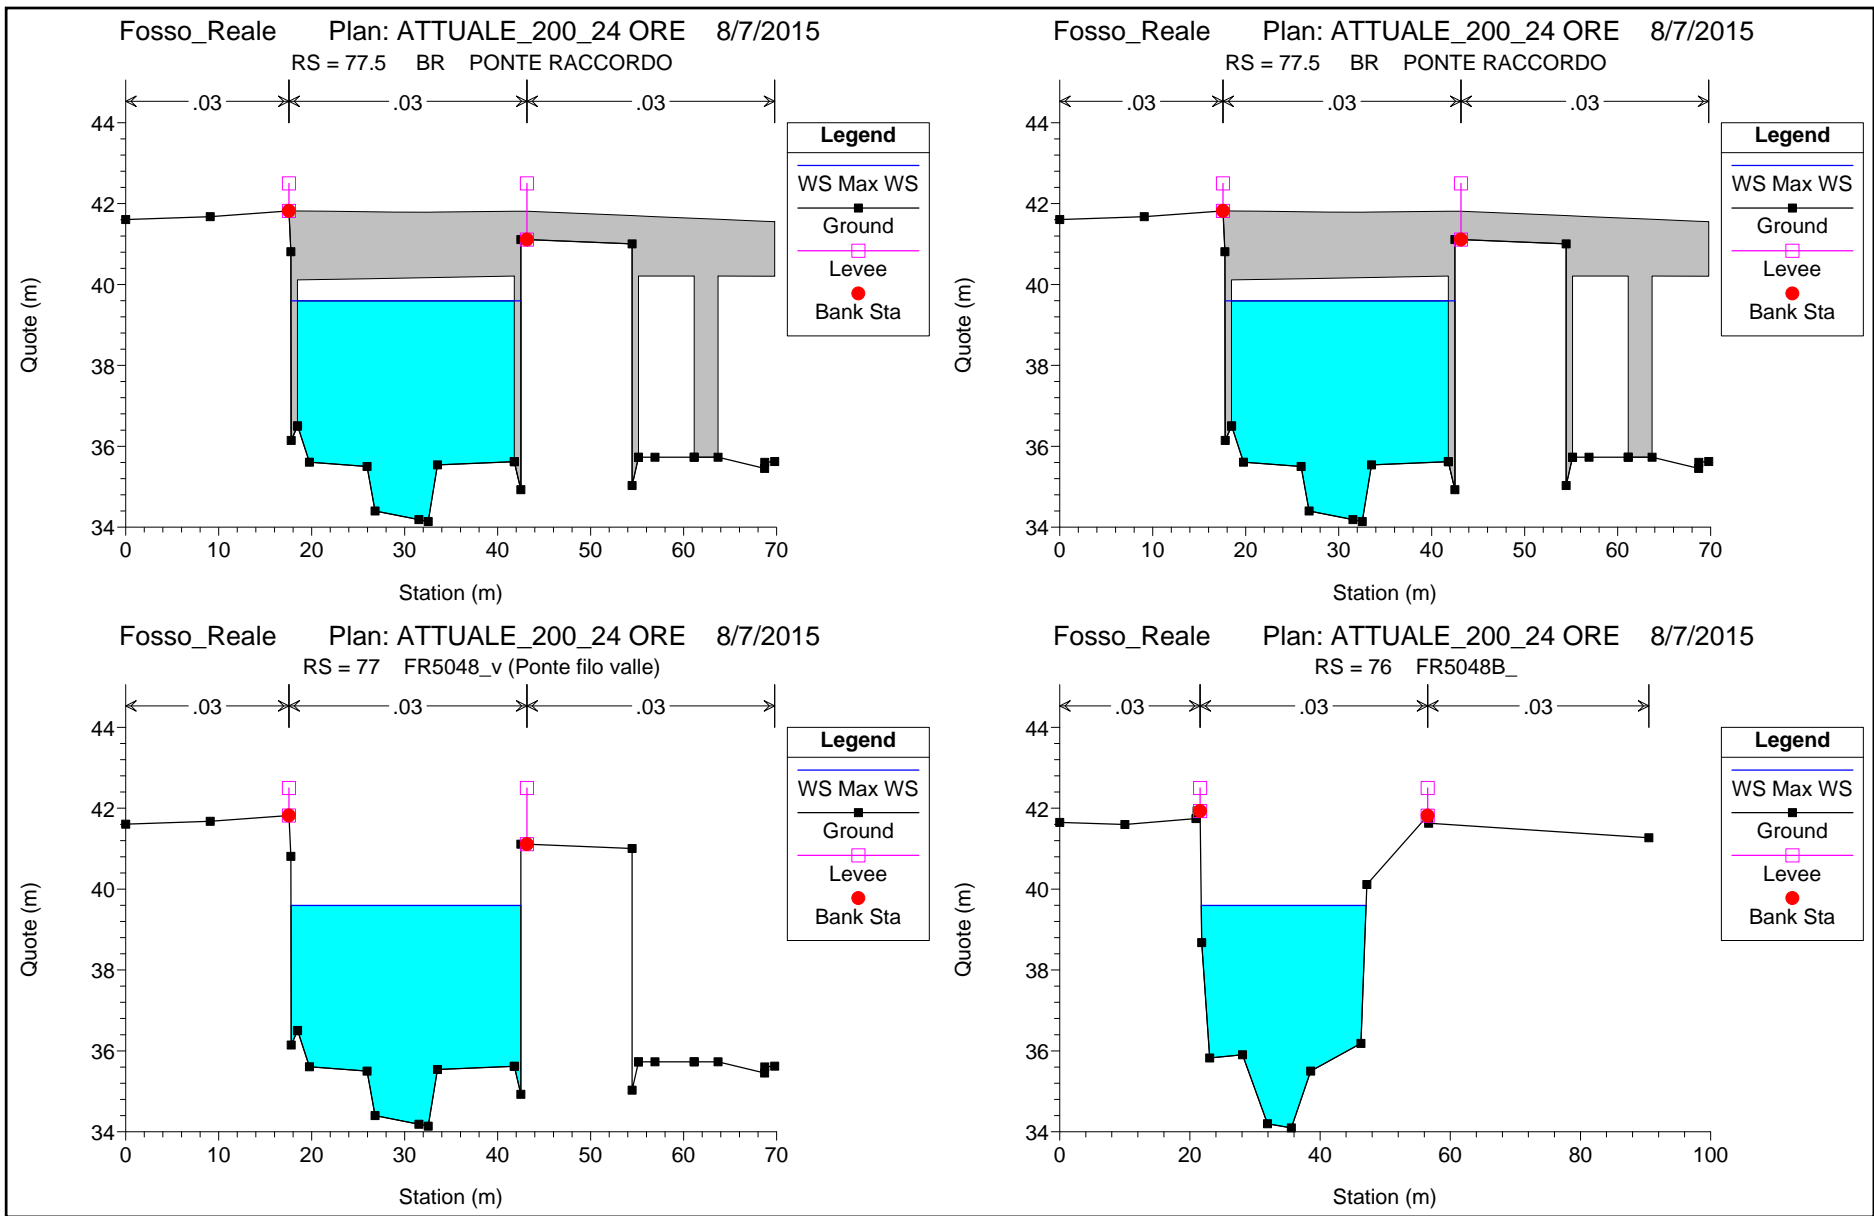 Fosso_Reale Plan: ATTUALE_200_24 ORE 8/7/2015
RS = 77.5 BR PONTE RACCORDO
.03 .03 .03
44
42
40
38
36
34
Quote (m)
0 10 20 30 40 50 60 70
Station (m)
Legend
WS Max WS
Ground
Levee
Bank Sta
Fosso_Reale Plan: ATTUALE_200_24 ORE 8/7/2015
RS = 77.5 BR PONTE RACCORDO
.03 .03 .03
44
42
40
38
36
34
Quote (m)
0 10 20 30 40 50 60 70
Station (m)
Legend
WS Max WS
Ground
Levee
Bank Sta
Fosso_Reale Plan: ATTUALE_200_24 ORE 8/7/2015
RS = 77 FR5048_v (Ponte filo valle)
.03 .03 .03
44
42
40
38
36
34
Quote (m)
0 10 20 30 40 50 60 70
Station (m)
Legend
WS Max WS
Ground
Levee
Bank Sta
Fosso_Reale Plan: ATTUALE_200_24 ORE 8/7/2015
RS = 76 FR5048B_
.03 .03 .03
44
42
40
38
36
34
Quote (m)
0 20 40 60 80 100
Station (m)
Legend
WS Max WS
Ground
Levee
Bank Sta